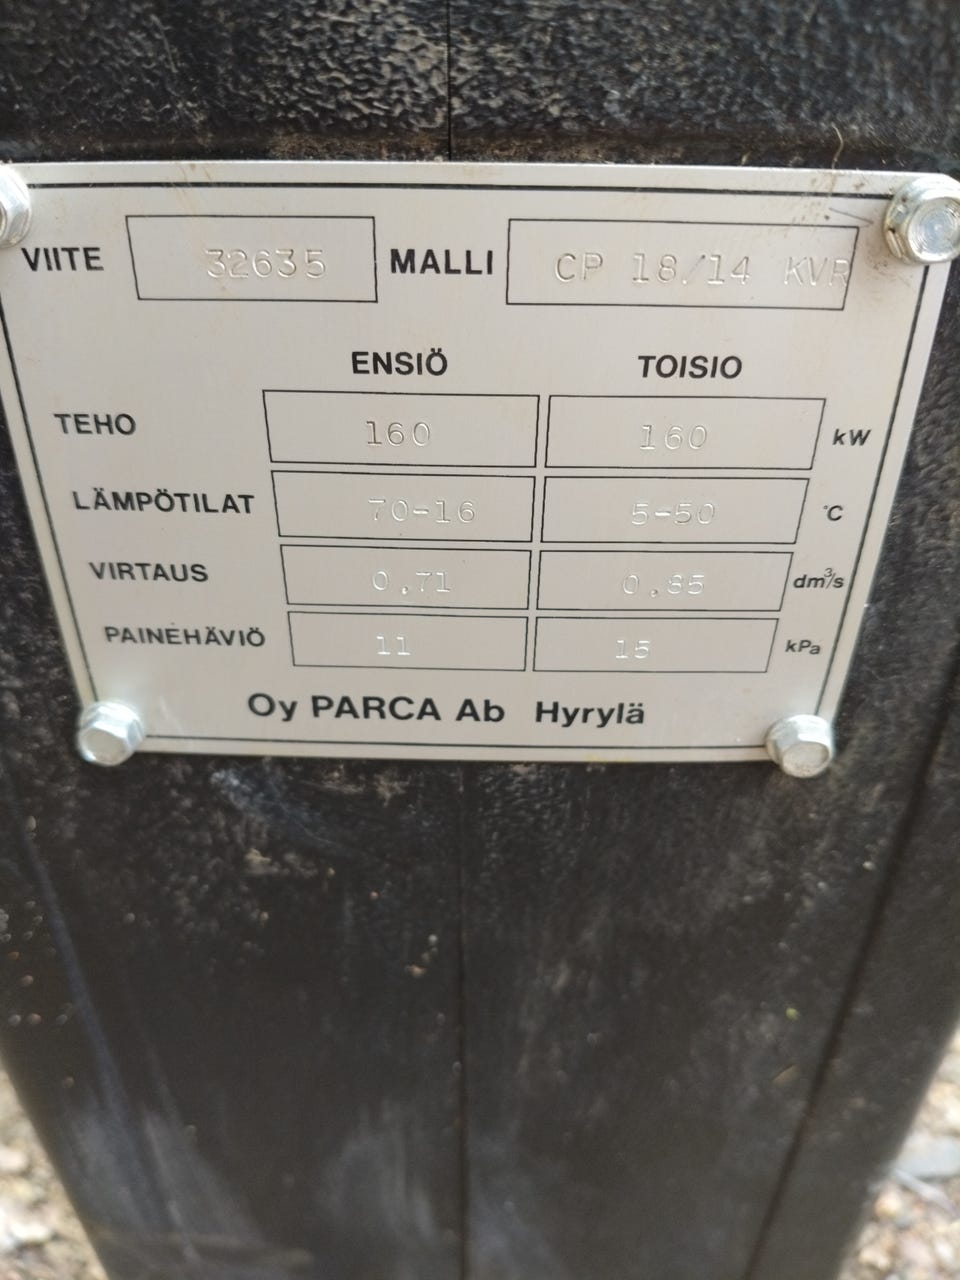 VIITE 32635 MALLI CP 18/14 KVR
ENSIÖ TOISIO
TEHO 160 160 kW
LÄMPÖTILAT 70-16 5-50 °C
VIRTAUS 0.71 0.85 dm³/s
PAINEHÄVIÖ 11 15 kPa
Oy PARCA Ab Hyrylä